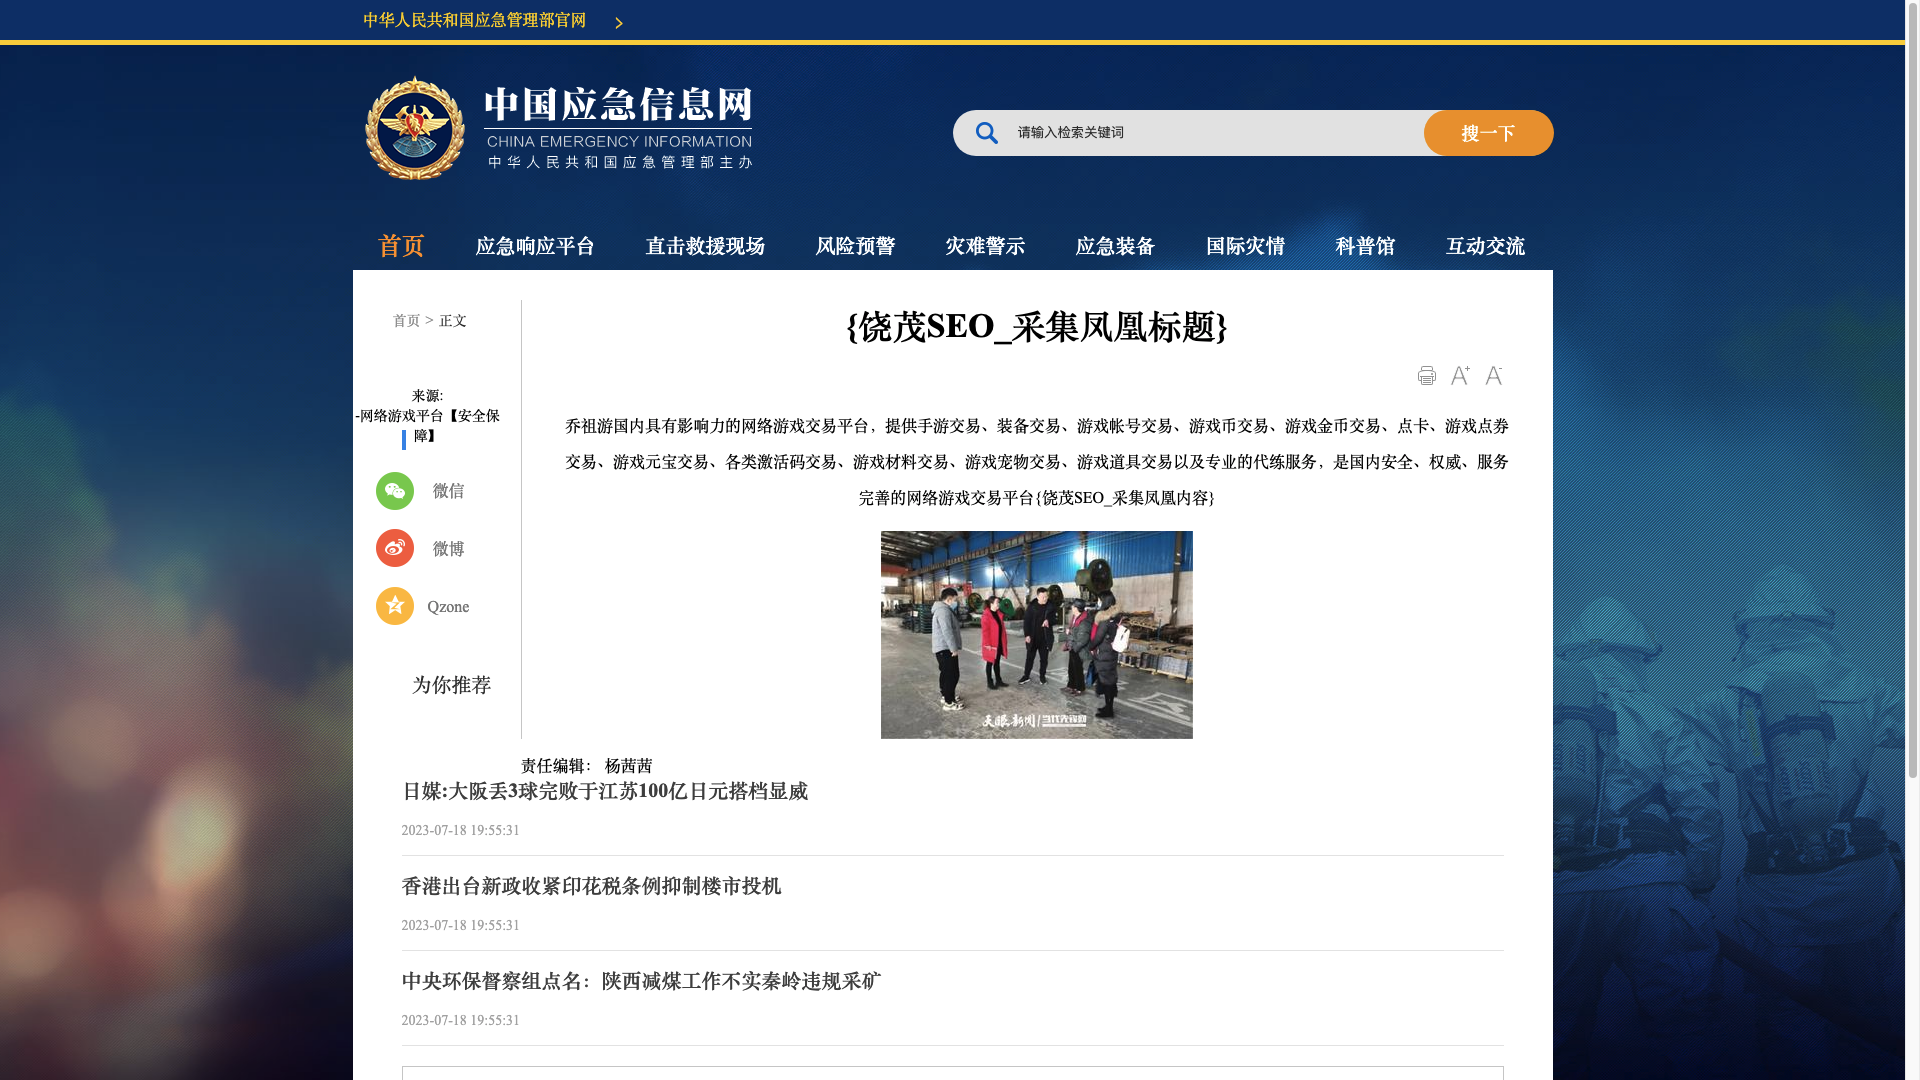 中华人民共和国应急管理部官网
中国应急信息网
CHINA EMERGENCY INFORMATION
中华人民共和国应急管理部主办
请输入检索关键词
搜一下
首页 应急响应平台 直击救援现场 风险预警 灾难警示 应急装备 国际灾情 科普馆 互动交流
首页 > 正文
来源:
-网络游戏平台【安全保
障】
微信
微博
Qzone
为你推荐
{饶茂SEO_采集凤凰标题}
A+ A-
乔祖游国内具有影响力的网络游戏交易平台，提供手游交易、装备交易、游戏帐号交易、游戏币交易、游戏金币交易、点卡、游戏点券
交易、游戏元宝交易、各类激活码交易、游戏材料交易、游戏宠物交易、游戏道具交易以及专业的代练服务，是国内安全、权威、服务
完善的网络游戏交易平台{饶茂SEO_采集凤凰内容}
天眼新闻 当代先锋网
责任编辑： 杨茜茜
日媒:大阪丢3球完败于江苏100亿日元搭档显威
2023-07-18 19:55:31
香港出台新政收紧印花税条例抑制楼市投机
2023-07-18 19:55:31
中央环保督察组点名：陕西减煤工作不实秦岭违规采矿
2023-07-18 19:55:31